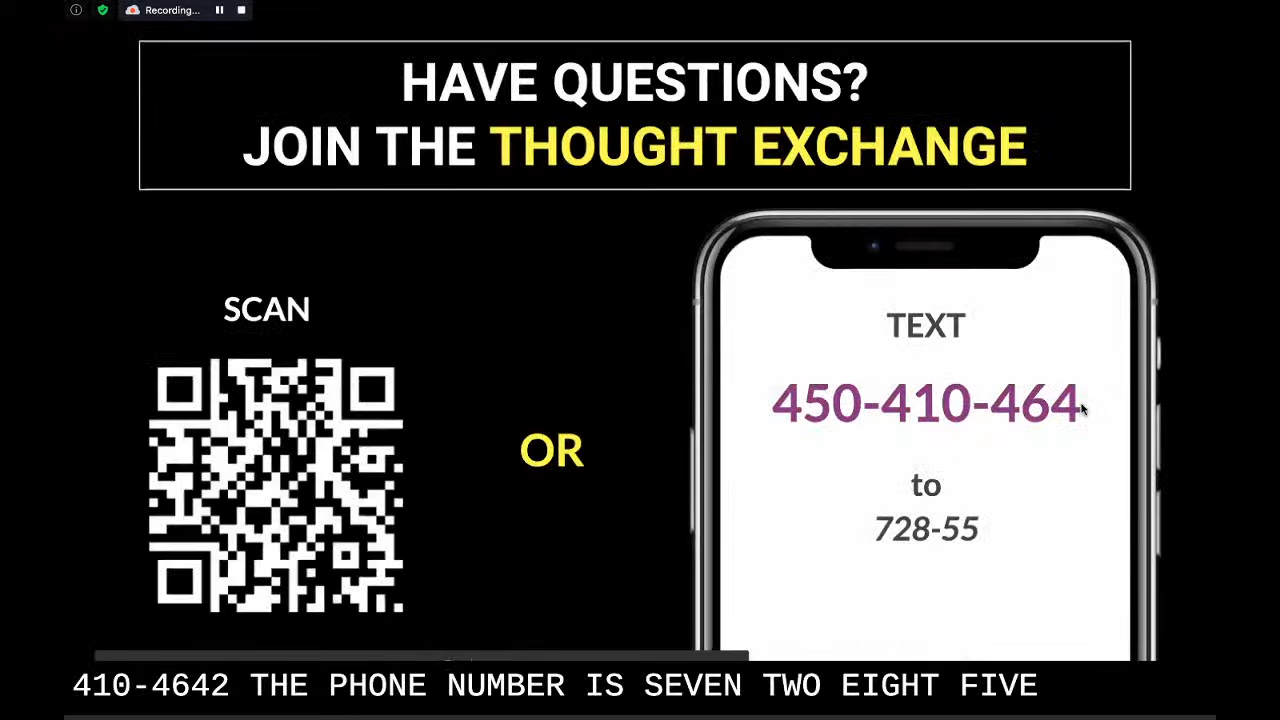 Recording...
HAVE QUESTIONS?
JOIN THE THOUGHT EXCHANGE
SCAN
OR
TEXT
450-410-464
to
728-55
410-4642 THE PHONE NUMBER IS SEVEN TWO EIGHT FIVE